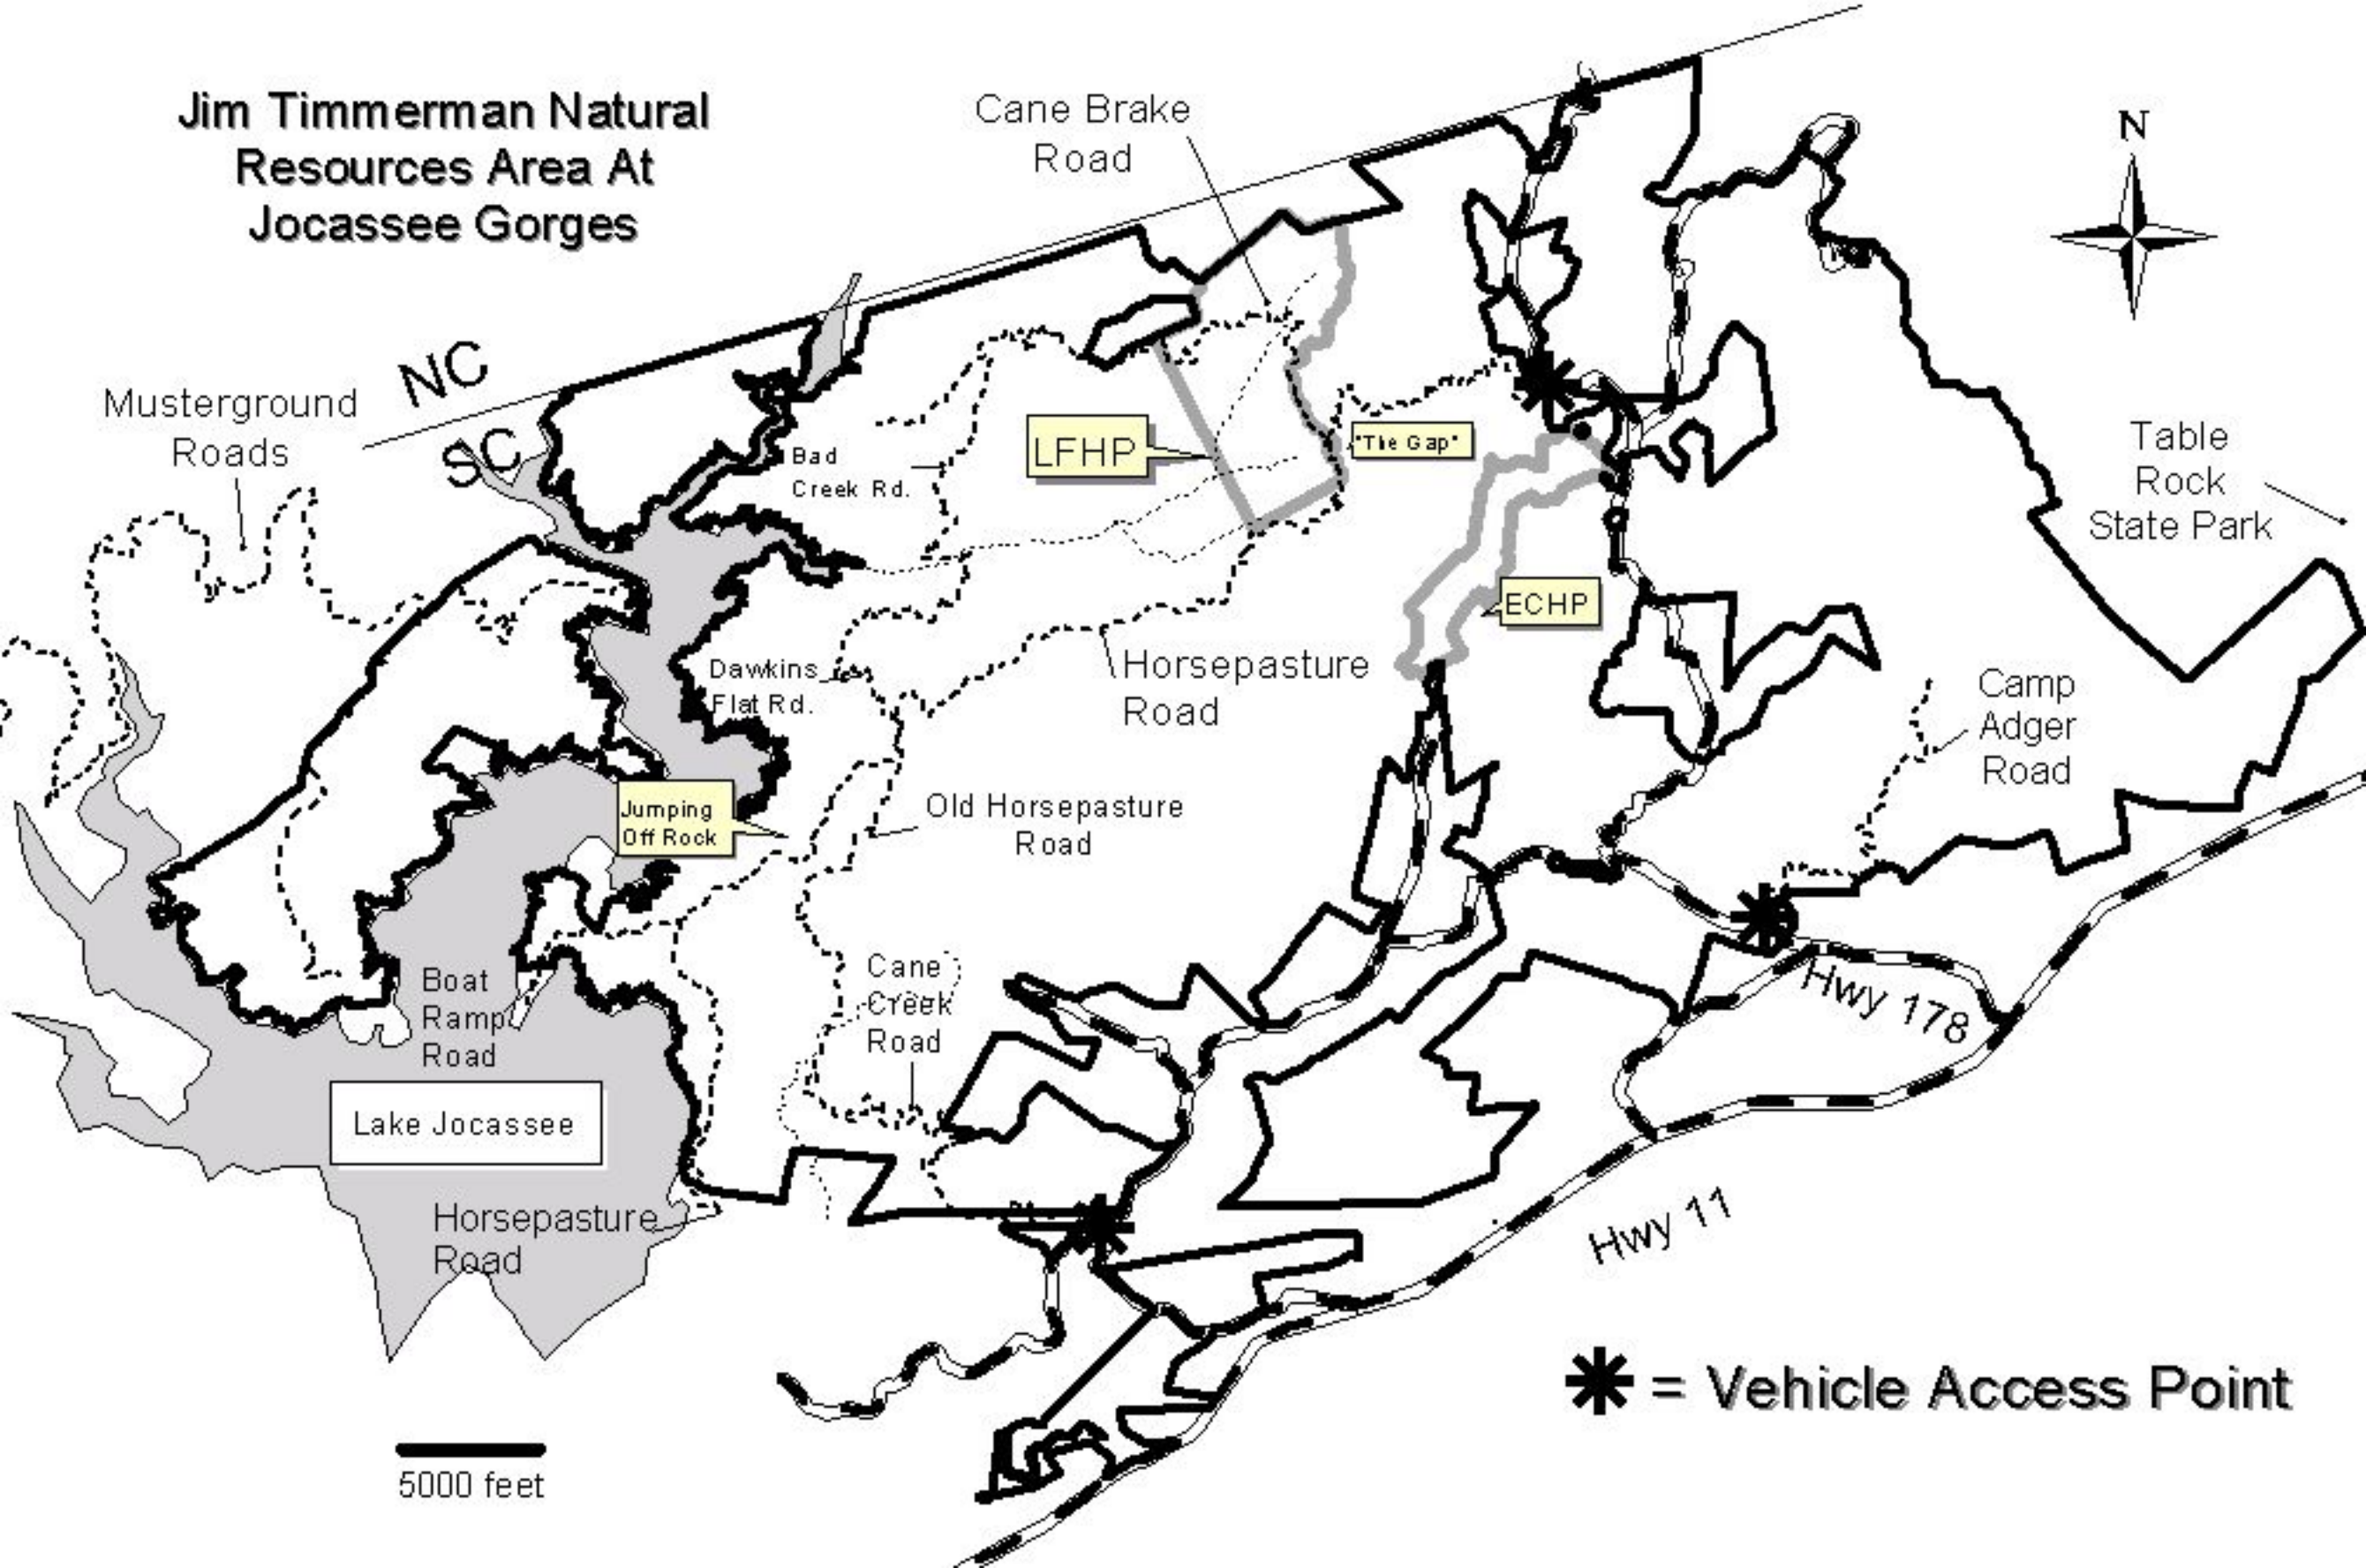 Jim Timmerman Natural
Resources Area At
Jocassee Gorges
Cane Brake
Road
N
NC
SC
Musterground
Roads
Bad
Creek Rd.
LFHP
"The Gap"
Table
Rock
State Park
ECHP
Dawkins
Flat Rd.
Horsepasture
Road
Camp
Adger
Road
Jumping
Off Rock
Old Horsepasture
Road
Boat
Ramp
Road
Cane
Creek
Road
Hwy 178
Lake Jocassee
Horsepasture
Road
Hwy 11
= Vehicle Access Point
5000 feet